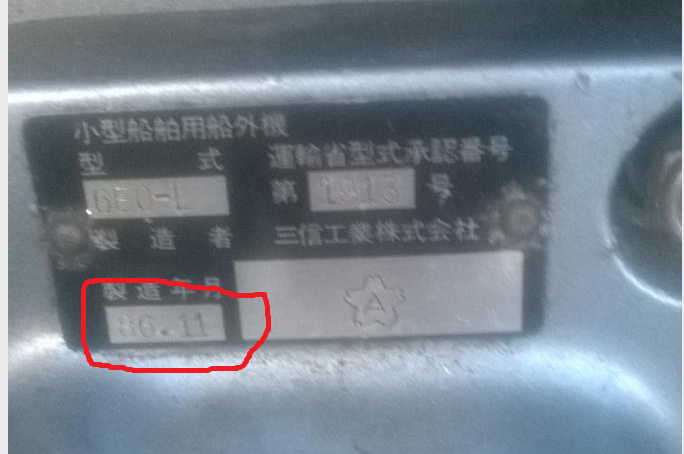 小型船舶用船外機
型 式 運輸省型式承認番号
6E0-L 第 1913 号
製造者 三信工業株式会社
製造年月
86.11 A